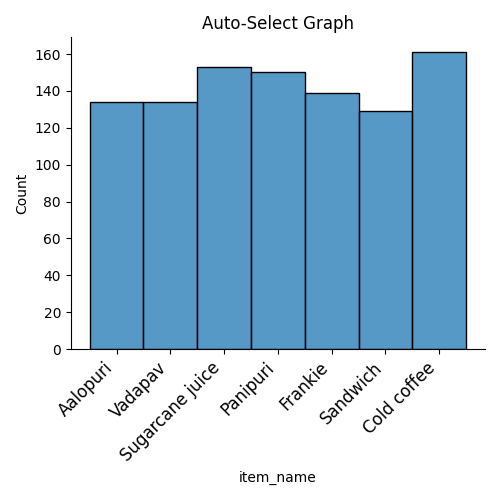 Auto-Select Graph
Count
160
140
120
100
80
60
40
20
0
Aalopuri
Vadapav
Sugarcane juice
Panipuri
Frankie
Sandwich
Cold coffee
item_name